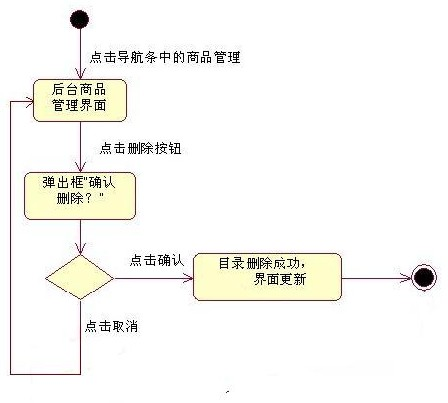 点击导航条中的商品管理
后台商品
管理界面
点击删除按钮
弹出框"确认
删除？"
点击确认
目录删除成功，
界面更新
点击取消